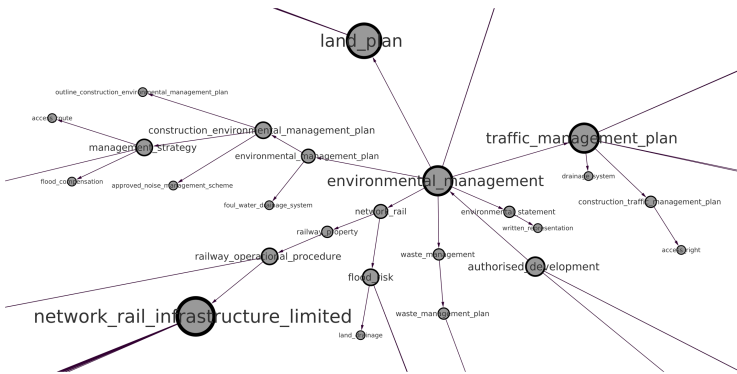 land_plan
outline_construction_environmental_management_plan
access_route
construction_environmental_management_plan
traffic_management_plan
management_strategy
environmental_management_plan
drainage_system
flood_compensation
approved_noise_management_scheme
environmental_management
construction_traffic_management_plan
foul_water_drainage_system
network_rail
environmental_statement
written_representation
railway_property
access_right
railway_operational_procedure
waste_management
authorised_development
flood_risk
network_rail_infrastructure_limited
waste_management_plan
land_drainage